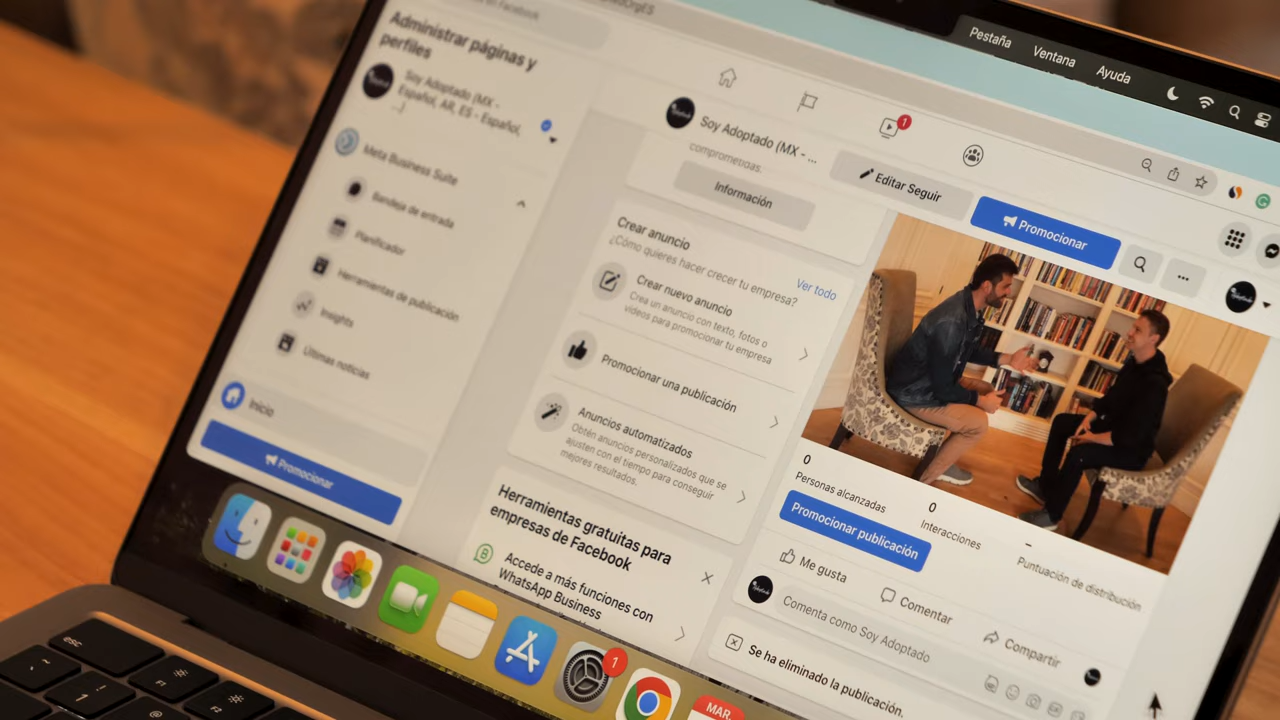 Pestaña
Ventana
Ayuda
Administrar páginas y
perfiles
Soy Adoptado (MX -
Español, AR, ES - Español,
...)
Meta Business Suite
Bandeja de entrada
Planificador
Herramientas de publicación
Insights
Últimas noticias
Inicio
Promocionar
1
Soy Adoptado (MX - ...
comprometidas.
Información
Editar Seguir
Promocionar
Crear anuncio
¿Cómo quieres hacer crecer tu empresa?
Ver todo
Crear nuevo anuncio
Crea un anuncio con texto, fotos o
videos para promocionar tu empresa
Promocionar una publicación
Anuncios automatizados
Obtén anuncios personalizados que se
ajusten con el tiempo para conseguir
mejores resultados.
Herramientas gratuitas para
empresas de Facebook
Accede a más funciones con
WhatsApp Business
0
Personas alcanzadas
0
Interacciones
-
Puntuación de distribución
Promocionar publicación
Me gusta
Comentar
Compartir
Comenta como Soy Adoptado
Se ha eliminado la publicación.
1
MAR.
esc